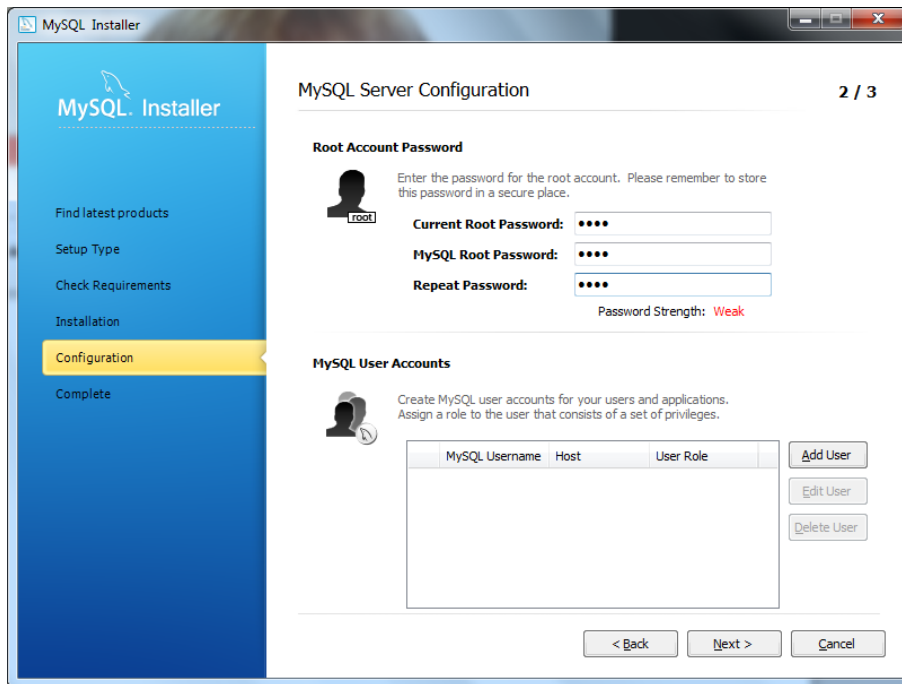 MySQL Installer
MySQL. Installer
Find latest products
Setup Type
Check Requirements
Installation
Configuration
Complete
MySQL Server Configuration
2 / 3
Root Account Password
root
Enter the password for the root account. Please remember to store
this password in a secure place.
Current Root Password: ●●●●
MySQL Root Password: ●●●●
Repeat Password: ●●●●
Password Strength: Weak
MySQL User Accounts
Create MySQL user accounts for your users and applications.
Assign a role to the user that consists of a set of privileges.
MySQL Username Host User Role
Add User
Edit User
Delete User
< Back Next > Cancel